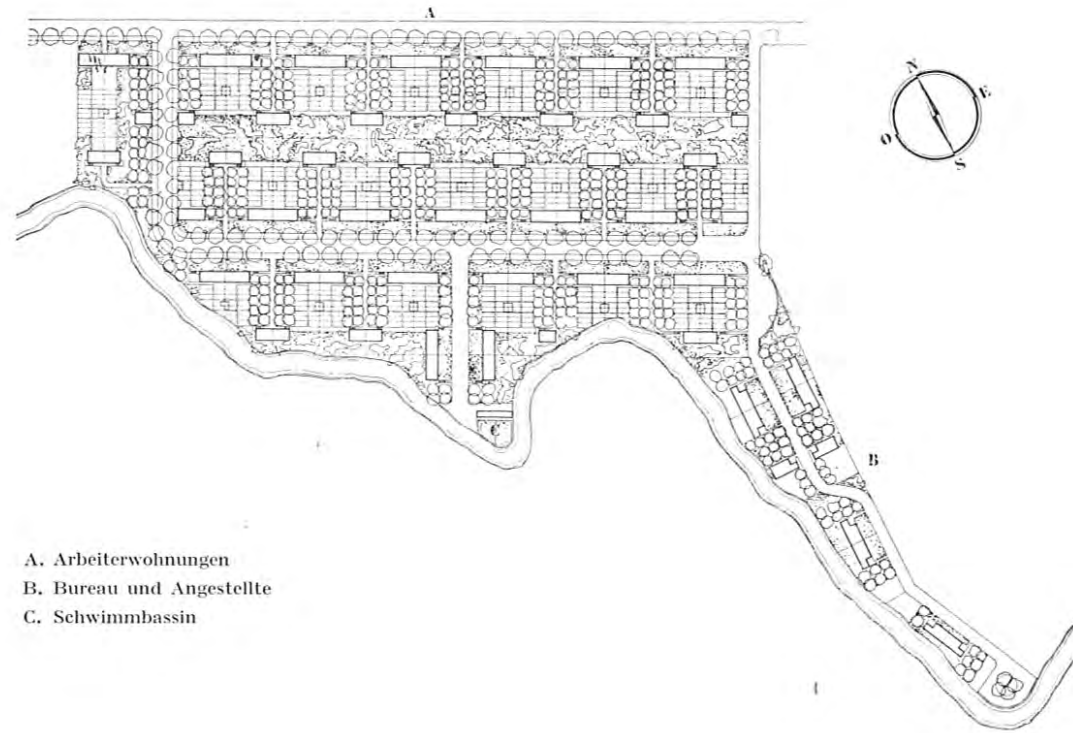 A
N
E
O
S
B
C
A. Arbeiterwohnungen
B. Bureau und Angestellte
C. Schwimmbassin